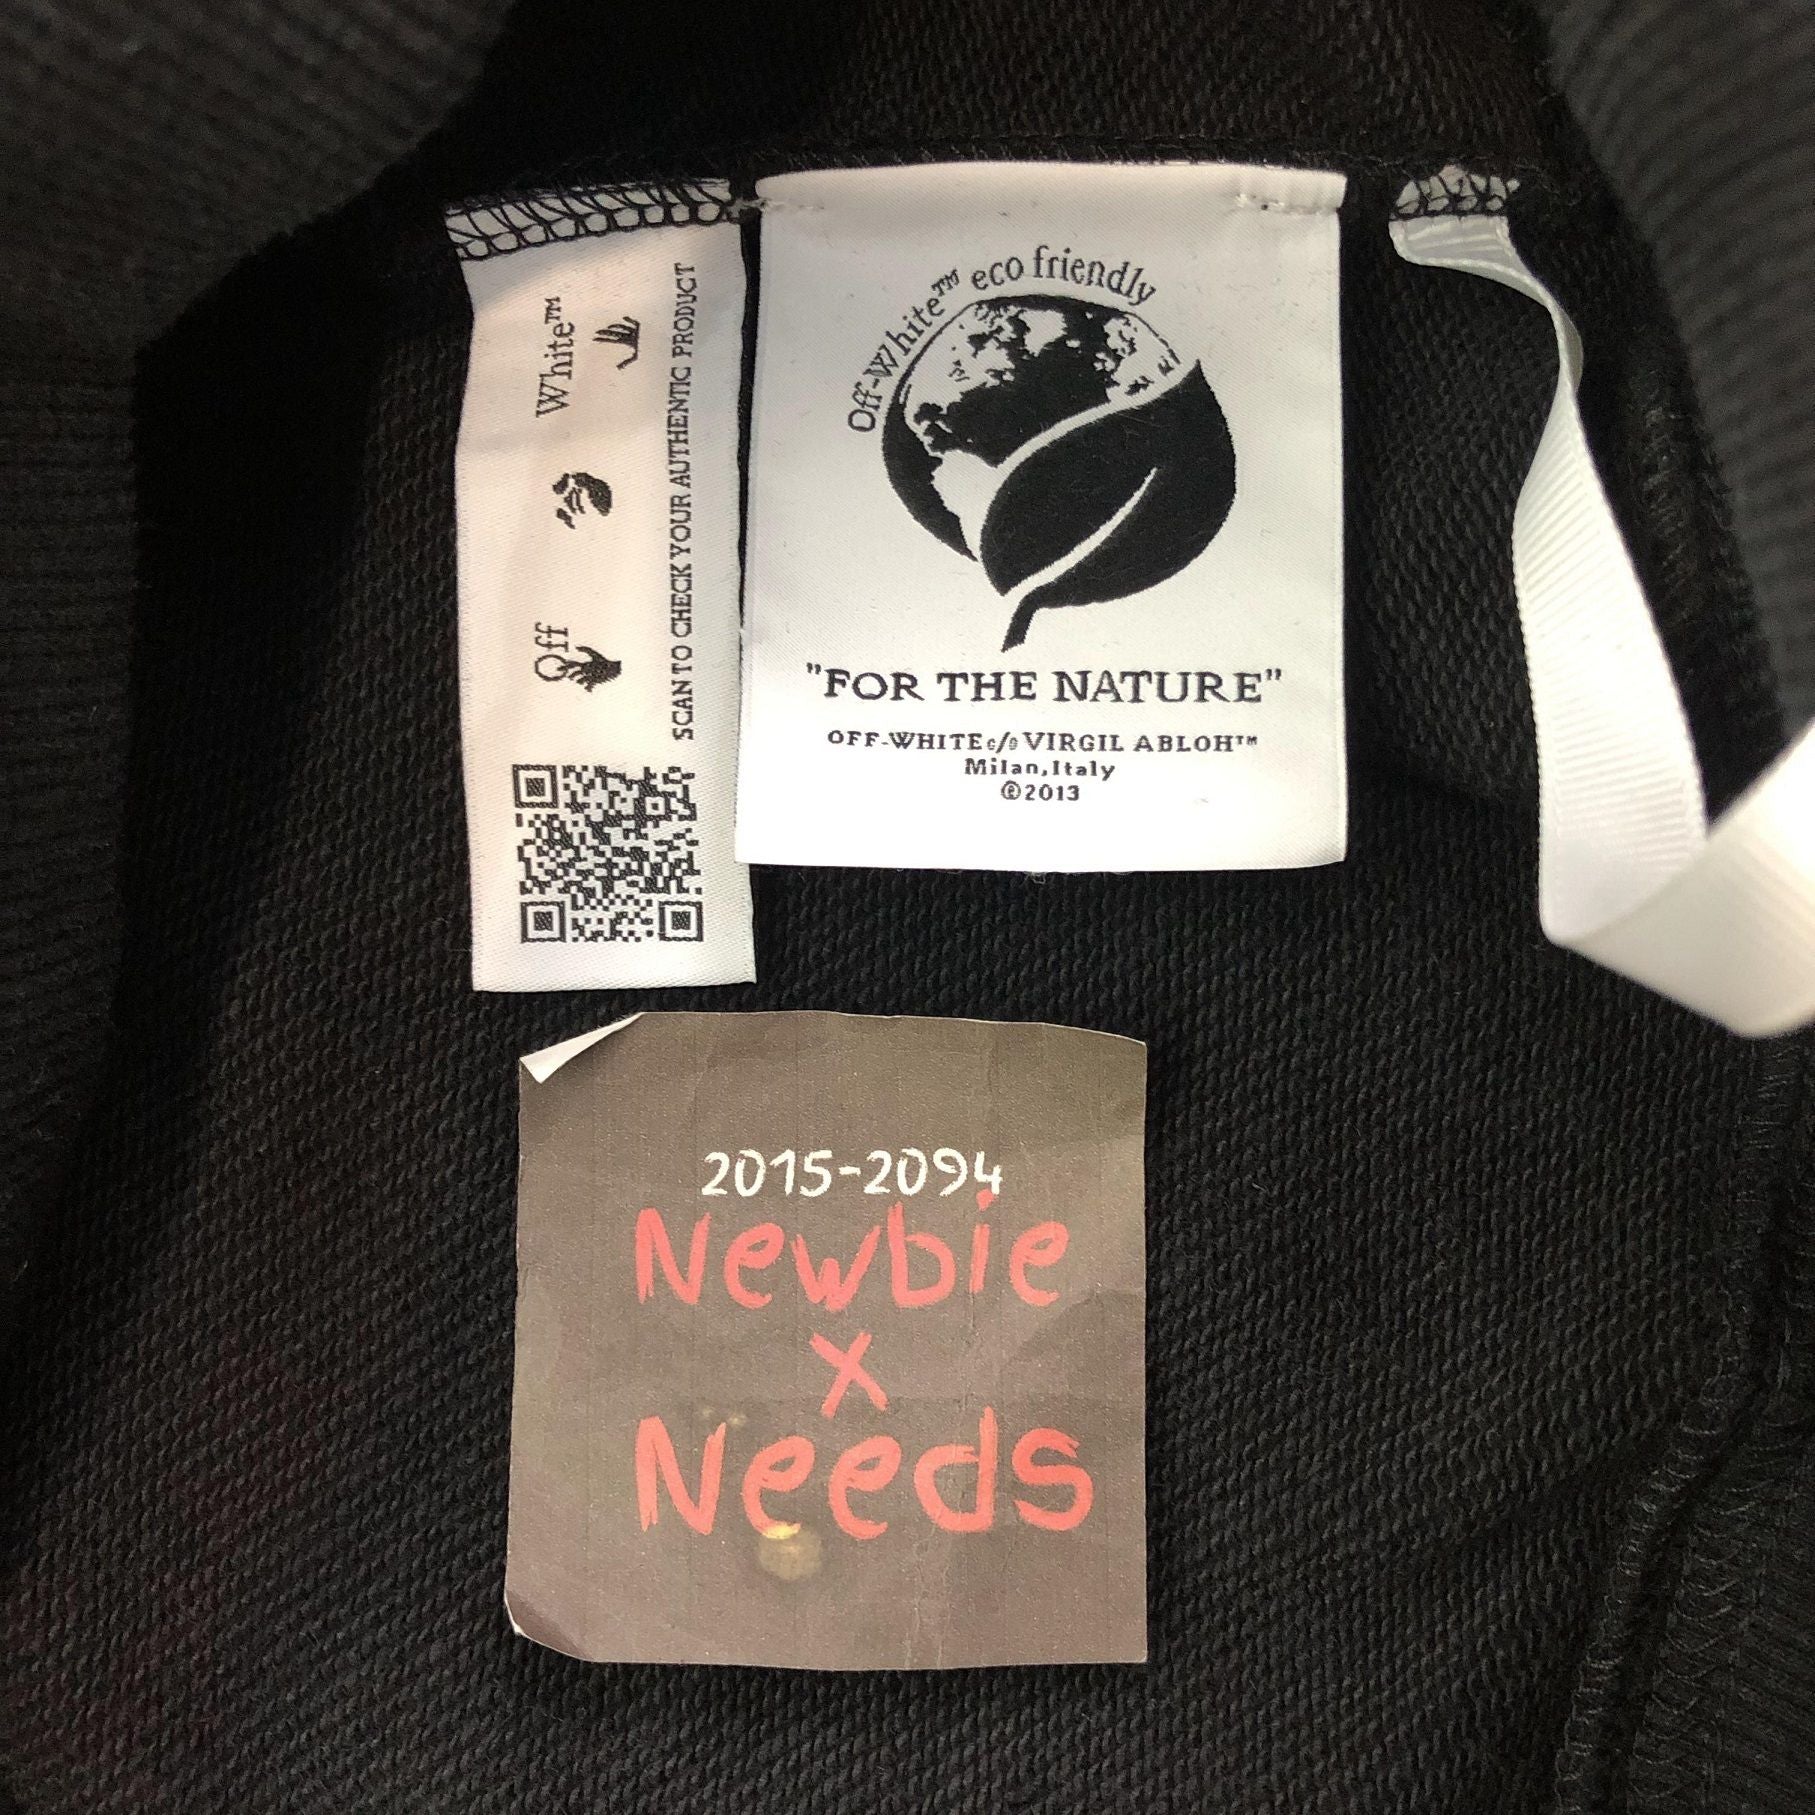 Off White™
SCAN TO CHECK YOUR AUTHENTIC PRODUCT
Off-White™ eco friendly
"FOR THE NATURE"
OFF-WHITE c/o VIRGIL ABLOH™
Milan, Italy
®2013
2015-2094
Newbie
x
Needs